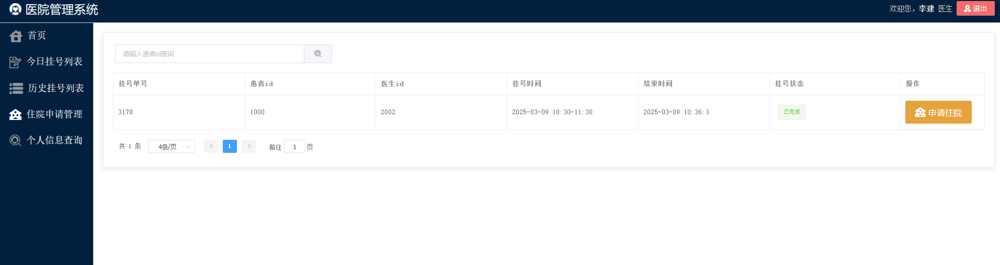 医院管理系统
欢迎您，李建 医生 退出
首页
今日挂号列表
历史挂号列表
住院申请管理
个人信息查询
请输入患者id查询
挂号单号 患者id 医生id 挂号时间 结束时间 挂号状态 操作
3178 1000 2002 2025-03-09 10:30-11:30 2025-03-09 10:36:3 已完成 申请住院
共 1 条 4条/页 1 前往 1 页